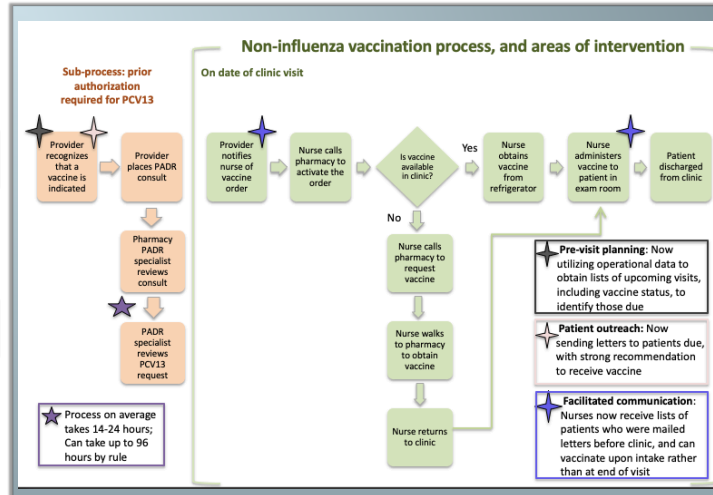 Non-influenza vaccination process, and areas of intervention
Sub-process: prior
authorization
required for PCV13
On date of clinic visit
Provider
recognizes
that a
vaccine is
indicated
Provider
places PADR
consult
Pharmacy
PADR
specialist
reviews
consult
PADR
specialist
reviews
PCV13
request
Process on average
takes 14-24 hours;
Can take up to 96
hours by rule
Provider
notifies
nurse of
vaccine
order
Nurse calls
pharmacy to
activate the
order
Is vaccine
available
in clinic?
Yes
Nurse
obtains
vaccine
from
refrigerator
Nurse
administers
vaccine to
patient in
exam room
Patient
discharged
from clinic
No
Nurse calls
pharmacy to
request
vaccine
Nurse walks
to pharmacy
to obtain
vaccine
Nurse returns
to clinic
Pre-visit planning: Now
utilizing operational data to
obtain lists of upcoming visits,
including vaccine status, to
identify those due
Patient outreach: Now
sending letters to patients due,
with strong recommendation
to receive vaccine
Facilitated communication:
Nurses now receive lists of
patients who were mailed
letters before clinic, and can
vaccinate upon intake rather
than at end of visit